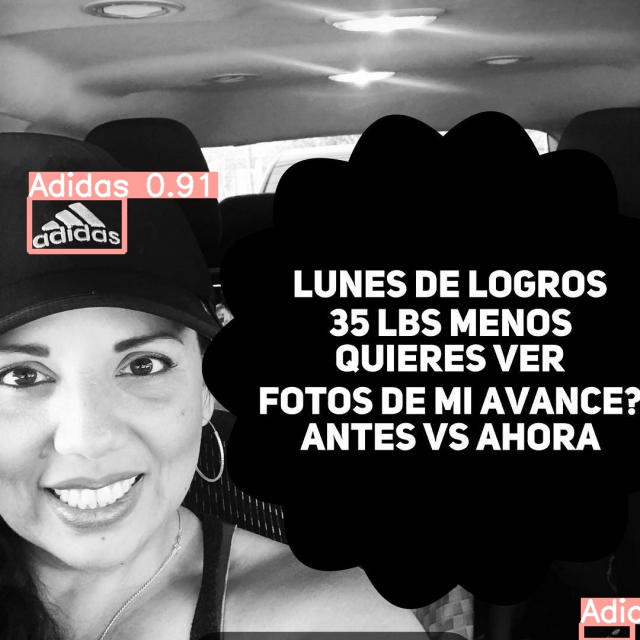 Adidas 0.91
adidas
LUNES DE LOGROS
35 LBS MENOS
QUIERES VER
FOTOS DE MI AVANCE?
ANTES VS AHORA
Adic